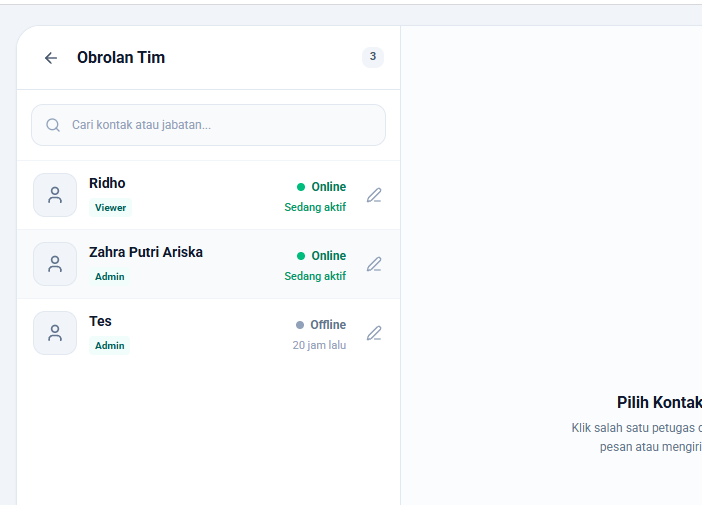 Obrolan Tim
3
Cari kontak atau jabatan...
Ridho
Online
Viewer
Sedang aktif
Zahra Putri Ariska
Online
Admin
Sedang aktif
Tes
Offline
Admin
20 jam lalu
Pilih Kontak
Klik salah satu petugas
pesan atau